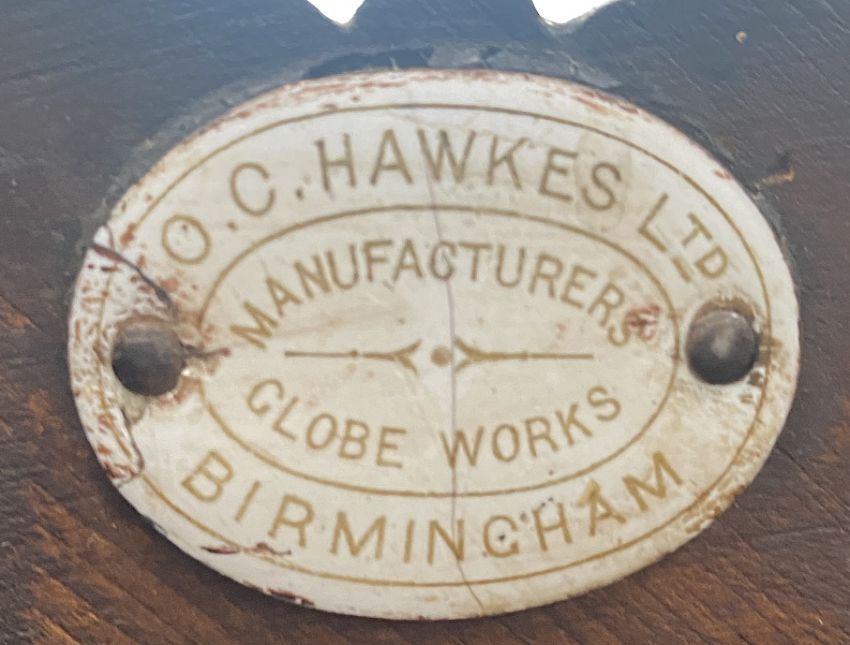 O.C. HAWKES LTD
MANUFACTURERS
GLOBE WORKS
BIRMINGHAM